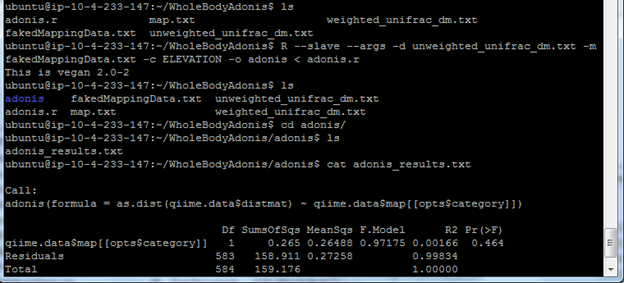 ubuntu@ip-10-4-233-147:~/WholeBodyAdonis$ ls
adonis.r map.txt weighted_unifrac_dm.txt
fakedMappingData.txt unweighted_unifrac_dm.txt
ubuntu@ip-10-4-233-147:~/WholeBodyAdonis$ R --slave --args -d unweighted_unifrac_dm.txt -m
fakedMappingData.txt -c ELEVATION -o adonis < adonis.r
This is vegan 2.0-2
ubuntu@ip-10-4-233-147:~/WholeBodyAdonis$ ls
adonis fakedMappingData.txt unweighted_unifrac_dm.txt
adonis.r map.txt weighted_unifrac_dm.txt
ubuntu@ip-10-4-233-147:~/WholeBodyAdonis$ cd adonis/
ubuntu@ip-10-4-233-147:~/WholeBodyAdonis/adonis$ ls
adonis_results.txt
ubuntu@ip-10-4-233-147:~/WholeBodyAdonis/adonis$ cat adonis_results.txt
Call:
adonis(formula = as.dist(qiime.data$distmat) ~ qiime.data$map[[opts$category]])
Df SumsOfSqs MeanSqs F.Model R2 Pr(>F)
qiime.data$map[[opts$category]] 1 0.265 0.26488 0.97175 0.00166 0.464
Residuals 583 158.911 0.27258 0.99834
Total 584 159.176 1.00000